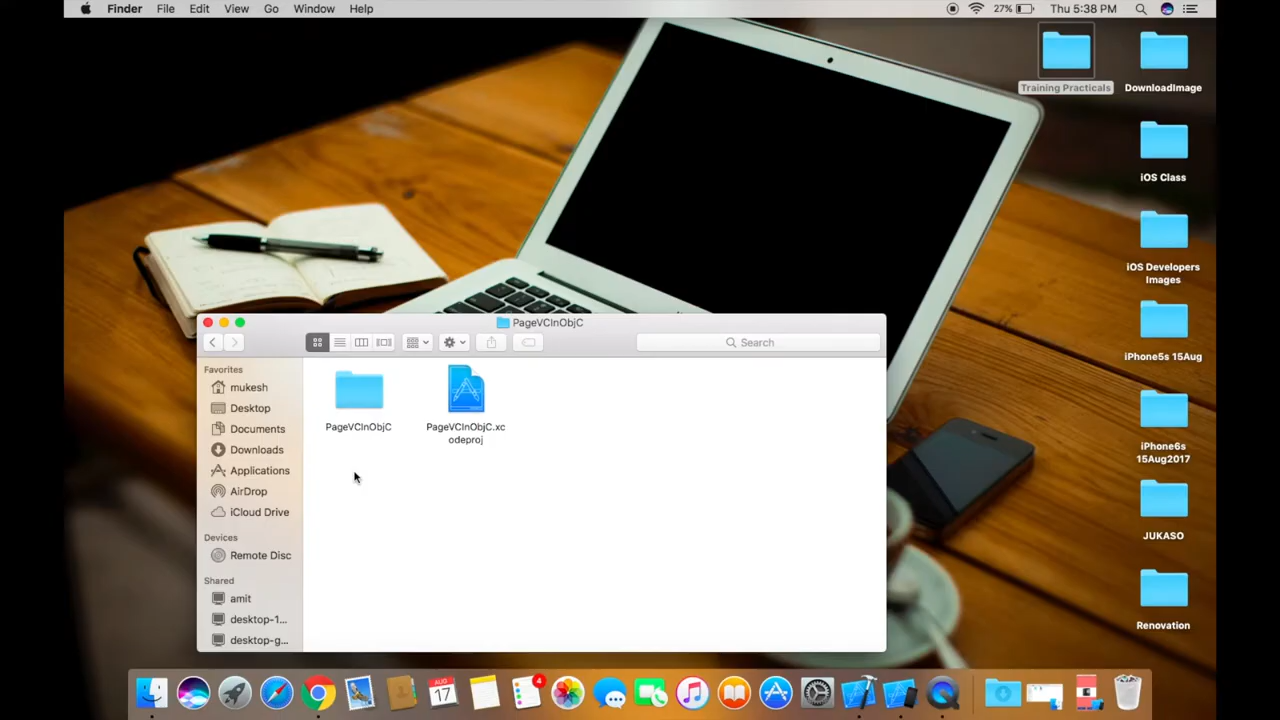 Finder File Edit View Go Window Help
27% Thu 5:38 PM
Training Practicals
DownloadImage
iOS Class
iOS Developers
Images
iPhone5s 15Aug
iPhone6s
15Aug2017
JUKASO
Renovation
PageVCInObjC
Search
Favorites
mukesh
Desktop
Documents
Downloads
Applications
AirDrop
iCloud Drive
Devices
Remote Disc
Shared
amit
desktop-1...
desktop-g...
PageVCInObjC
PageVCInObjC.xc
odeproj
AUG
17
4